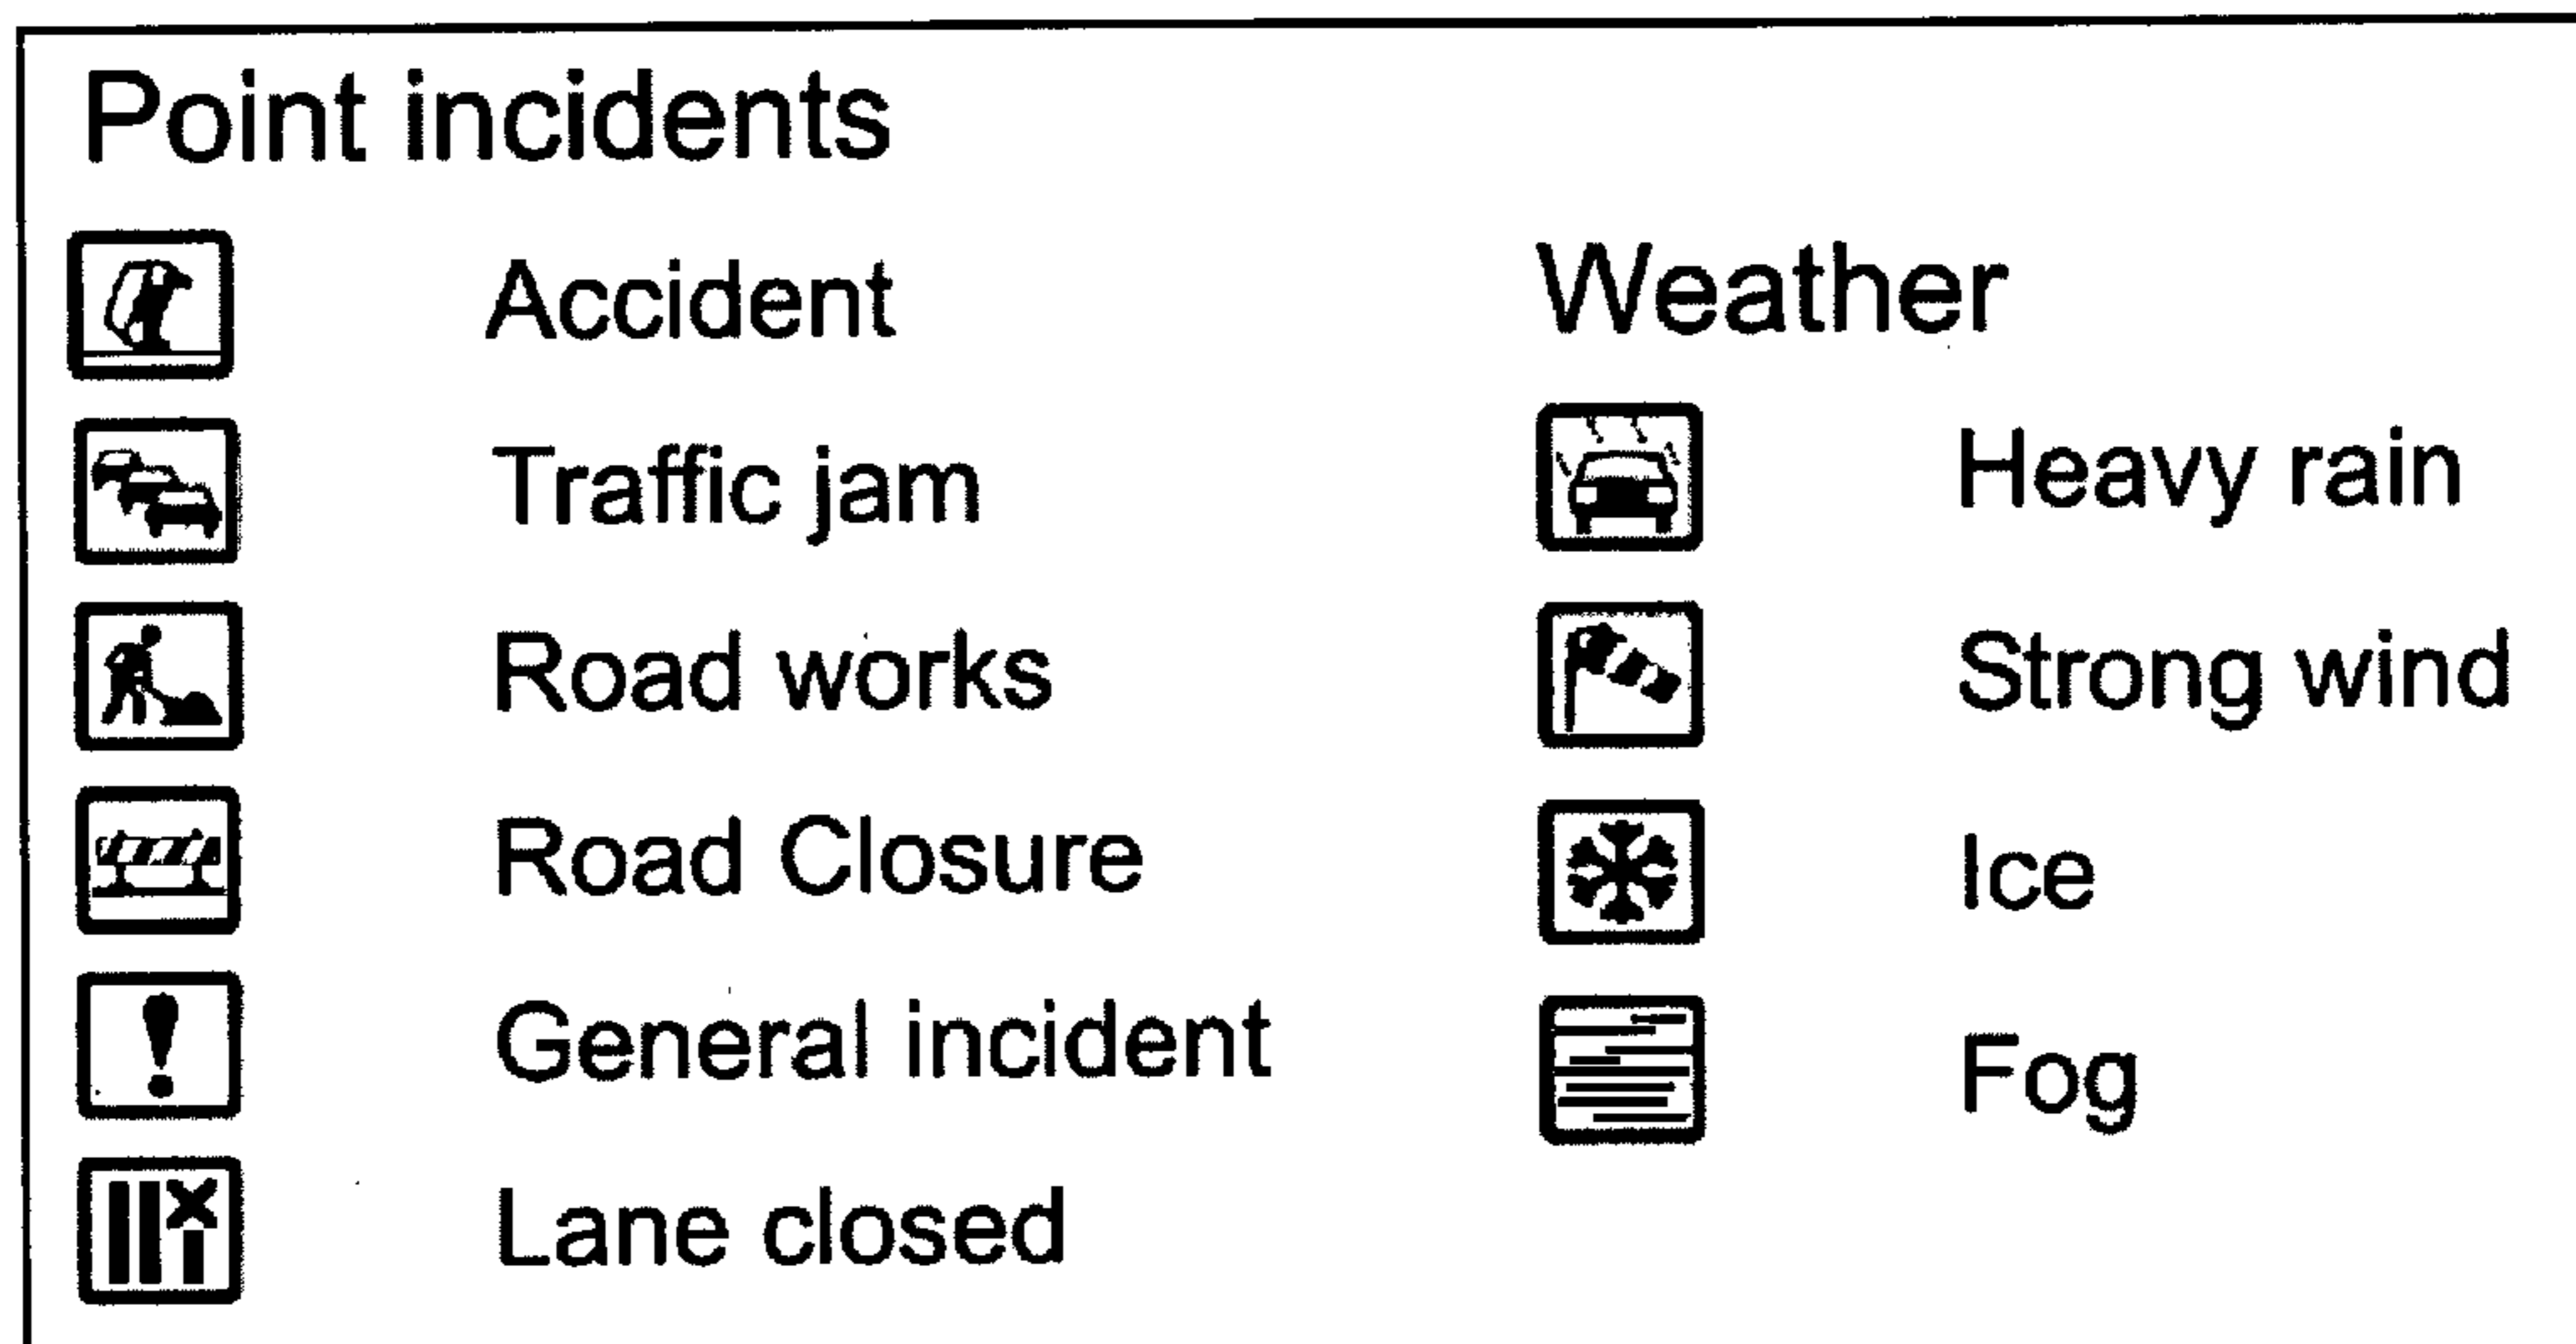 Point incidents
Accident
Traffic jam
Road works
Road Closure
General incident
Lane closed
Weather
Heavy rain
Strong wind
Ice
Fog